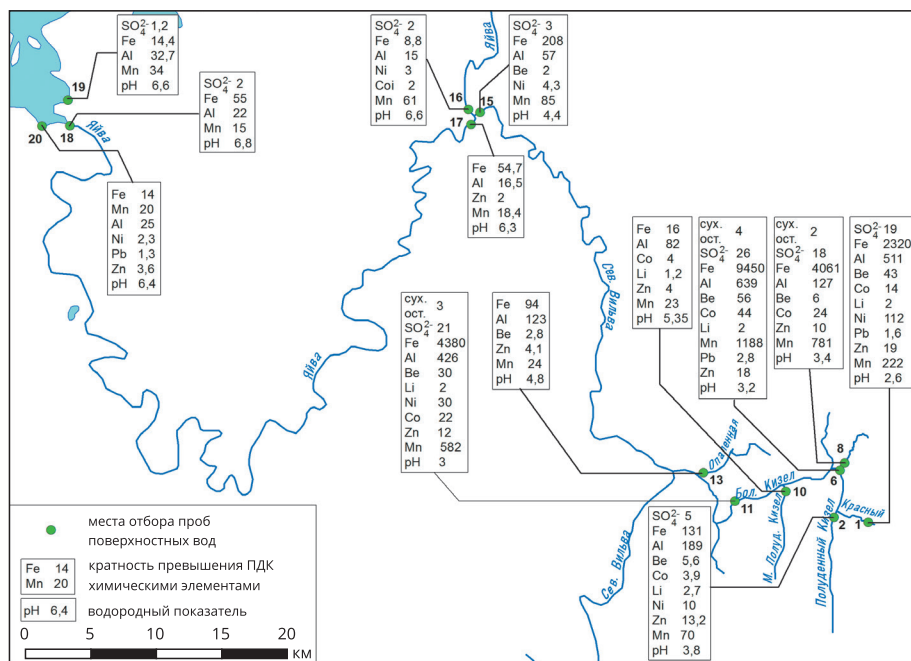 SO₄²⁻ 1,2
Fe 14,4
Al 32,7
Mn 34
pH 6,6
19
SO₄²⁻ 2
Fe 55
Al 22
Mn 15
pH 6,8
20
18
Яйва
Fe 14
Mn 20
Al 25
Ni 2,3
Pb 1,3
Zn 3,6
pH 6,4
SO₄²⁻ 2
Fe 8,8
Al 15
Ni 3
Coi 2
Mn 61
pH 6,6
Яйва
SO₄²⁻ 3
Fe 208
Al 57
Be 2
Ni 4,3
Mn 85
pH 4,4
16
15
17
Fe 54,7
Al 16,5
Zn 2
Mn 18,4
pH 6,3
Сев. Вильва
Яйва
сух.
ост. 3
SO₄²⁻ 21
Fe 4380
Al 426
Be 30
Li 2
Ni 30
Co 22
Zn 12
Mn 582
pH 3
Fe 94
Al 123
Be 2,8
Zn 4,1
Mn 24
pH 4,8
Fe 16
Al 82
Co 4
Li 1,2
Zn 4
Mn 23
pH 5,35
сух.
ост. 4
SO₄²⁻ 26
Fe 9450
Al 639
Be 56
Co 44
Li 2
Mn 1188
Pb 2,8
Zn 18
pH 3,2
сух.
ост. 2
SO₄²⁻ 18
Fe 4061
Al 127
Be 6
Co 24
Zn 10
Mn 781
pH 3,4
SO₄²⁻ 19
Fe 2320
Al 511
Be 43
Co 14
Li 2
Ni 112
Pb 1,6
Zn 19
Mn 222
pH 2,6
Опаленная
8
13
Бол. Кизел
10
6
11
Красный
2
1
М. Полуд. Кизел
Полуденный Кизел
Сев. Вильва
SO₄²⁻ 5
Fe 131
Al 189
Be 5,6
Co 3,9
Li 2,7
Ni 10
Zn 13,2
Mn 70
pH 3,8
места отбора проб
поверхностных вод
Fe 14
Mn 20
кратность превышения ПДК
химическими элементами
pH 6,4
водородный показатель
0 5 10 15 20
КМ